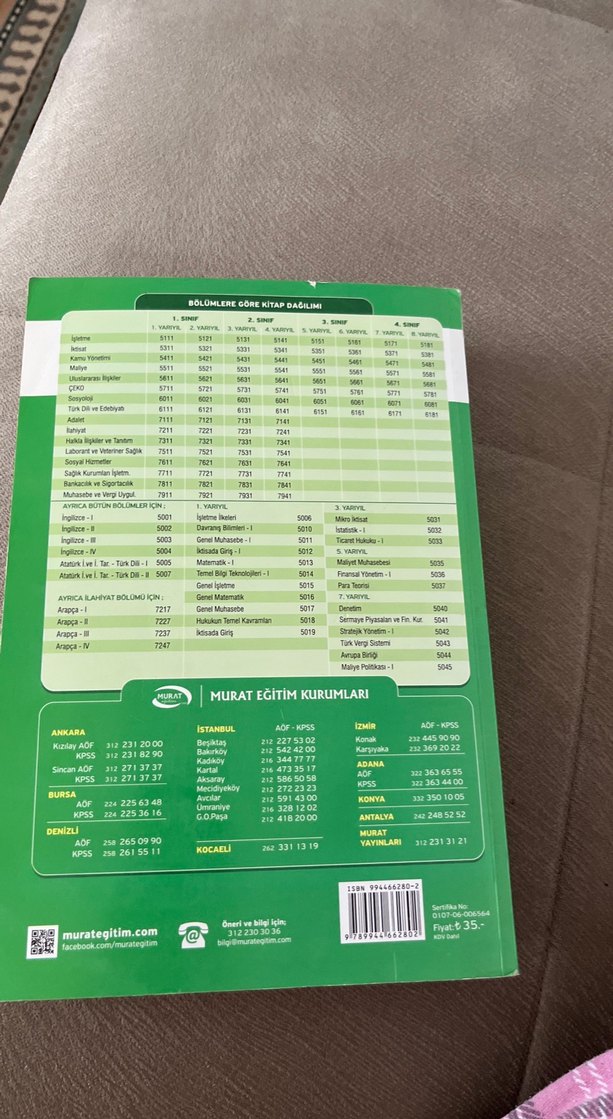 BÖLÜMLERE GÖRE KİTAP DAĞILIMI
1. SINIF 2. SINIF 3. SINIF 4. SINIF
1. YARIYIL 2. YARIYIL 3. YARIYIL 4. YARIYIL 5. YARIYIL 6. YARIYIL 7. YARIYIL 8. YARIYIL
İşletme 5111 5121 5131 5141 5151 5161 5171 5181
İktisat 5311 5321 5331 5341 5351 5361 5371 5381
Kamu Yönetimi 5411 5421 5431 5441 5451 5461 5471 5481
Maliye 5511 5521 5531 5541 5551 5561 5571 5581
Uluslararası İlişkiler 5611 5621 5631 5641 5651 5661 5671 5681
ÇEKO 5711 5721 5731 5741 5751 5761 5771 5781
Sosyoloji 6011 6021 6031 6041 6051 6061 6071 6081
Türk Dili ve Edebiyatı 6111 6121 6131 6141 6151 6161 6171 6181
Adalet 7111 7121 7131 7141
İlahiyat 7211 7221 7231 7241
Halkla İlişkiler ve Tanıtım 7311 7321 7331 7341
Laborant ve Veteriner Sağlık 7511 7521 7531 7541
Sosyal Hizmetler 7611 7621 7631 7641
Sağlık Kurumları İşletm. 7711 7721 7731 7741
Bankacılık ve Sigortacılık 7811 7821 7831 7841
Muhasebe ve Vergi Uygul. 7911 7921 7931 7941
AYRICA BÜTÜN BÖLÜMLER İÇİN ;
İngilizce - I 5001
İngilizce - II 5002
İngilizce - III 5003
İngilizce - IV 5004
Atatürk İ.ve İ. Tar. - Türk Dili - I 5005
Atatürk İ.ve İ. Tar. - Türk Dili - II 5007
AYRICA İLAHİYAT BÖLÜMÜ İÇİN ;
Arapça - I 7217
Arapça - II 7227
Arapça - III 7237
Arapça - IV 7247
1. YARIYIL
İşletme İlkeleri 5006
Davranış Bilimleri - I 5010
Genel Muhasebe - I 5011
İktisada Giriş - I 5012
Matematik - I 5013
Temel Bilgi Teknolojileri - I 5014
Genel İşletme 5015
Genel Matematik 5016
Genel Muhasebe 5017
Hukukun Temel Kavramları 5018
İktisada Giriş 5019
3. YARIYIL
Mikro İktisat 5031
İstatistik - I 5032
Ticaret Hukuku - I 5033
5. YARIYIL
Maliyet Muhasebesi 5035
Finansal Yönetim - I 5036
Para Teorisi 5037
7. YARIYIL
Denetim 5040
Sermaye Piyasaları ve Fin. Kur. 5041
Stratejik Yönetim - I 5042
Türk Vergi Sistemi 5043
Avrupa Birliği 5044
Maliye Politikası - I 5045
MURAT
eğitim
MURAT EĞİTİM KURUMLARI
ANKARA
Kızılay AÖF 312 231 20 00
KPSS 312 231 82 90
Sincan AÖF 312 271 37 37
KPSS 312 271 37 37
BURSA
AÖF 224 225 63 48
KPSS 224 225 36 16
DENİZLİ
AÖF 258 265 09 90
KPSS 258 261 55 11
İSTANBUL AÖF - KPSS
Beşiktaş 212 227 53 02
Bakırköy 212 542 42 00
Kadıköy 216 344 77 77
Kartal 216 473 35 17
Aksaray 212 586 50 58
Mecidiyeköy 212 272 23 23
Avcılar 212 591 43 00
Ümraniye 216 328 12 02
G.O.Paşa 212 418 20 00
KOCAELİ 262 331 13 19
İZMİR AÖF - KPSS
Konak 232 445 90 90
Karşıyaka 232 369 20 22
ADANA
AÖF 322 363 65 55
KPSS 322 363 44 00
KONYA 332 350 10 05
ANTALYA 242 248 52 52
MURAT
YAYINLARI 312 231 31 21
murategitim.com
facebook.com/murategitim
Öneri ve bilgi için;
312 230 30 36
bilgi@murategitim.com
ISBN 994466280-2
9 789944 662802
Sertifika No:
0107-06-006564
Fiyat:₺ 35.-
KDV Dahil